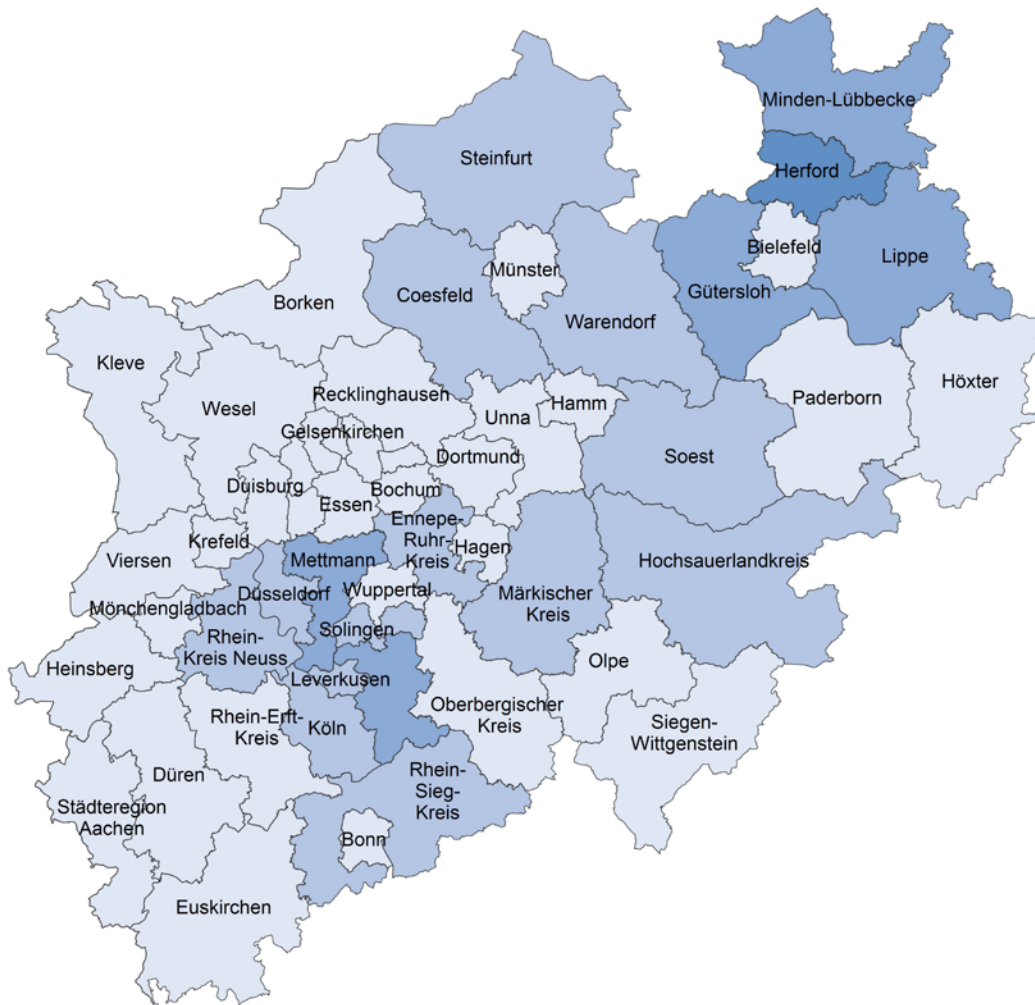 Minden-Lübbecke
Steinfurt
Herford
Bielefeld
Lippe
Münster
Gütersloh
Coesfeld
Borken
Warendorf
Kleve
Höxter
Recklinghausen
Paderborn
Wesel
Hamm
Unna
Gelsenkirchen
Dortmund
Soest
Duisburg
Bochum
Essen
Ennepe-
Ruhr-
Kreis
Krefeld
Hagen
Viersen
Mettmann
Hochsauerlandkreis
Wuppertal
Düsseldorf
Märkischer
Kreis
Mönchengladbach
Solingen
Rhein-
Kreis Neuss
Heinsberg
Olpe
Leverkusen
Oberbergischer
Kreis
Rhein-Erft-
Kreis
Köln
Siegen-
Wittgenstein
Düren
Rhein-
Sieg-
Kreis
Städteregion
Aachen
Bonn
Euskirchen